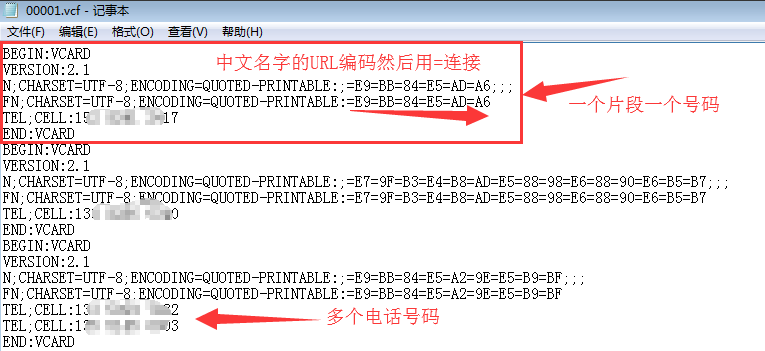 00001.vcf - 记事本
文件(F) 编辑(E) 格式(O) 查看(V) 帮助(H)
BEGIN:VCARD
VERSION:2.1
中文名字的URL编码然后用=连接
N;CHARSET=UTF-8;ENCODING=QUOTED-PRINTABLE:;=E9=BB=84=E5=AD=A6;;;
FN;CHARSET=UTF-8;ENCODING=QUOTED-PRINTABLE:=E9=BB=84=E5=AD=A6
一个片段一个号码
TEL;CELL:15 17
END:VCARD
BEGIN:VCARD
VERSION:2.1
N;CHARSET=UTF-8;ENCODING=QUOTED-PRINTABLE:;=E7=9F=B3=E4=B8=AD=E5=88=98=E6=88=90=E6=B5=B7;;;
FN;CHARSET=UTF-8;ENCODING=QUOTED-PRINTABLE:=E7=9F=B3=E4=B8=AD=E5=88=98=E6=88=90=E6=B5=B7
TEL;CELL:13 0
END:VCARD
BEGIN:VCARD
VERSION:2.1
N;CHARSET=UTF-8;ENCODING=QUOTED-PRINTABLE:;=E9=BB=84=E5=A2=9E=E5=B9=BF;;;
FN;CHARSET=UTF-8;ENCODING=QUOTED-PRINTABLE:=E9=BB=84=E5=A2=9E=E5=B9=BF
TEL;CELL:13 2
TEL;CELL:13 03
多个电话号码
END:VCARD